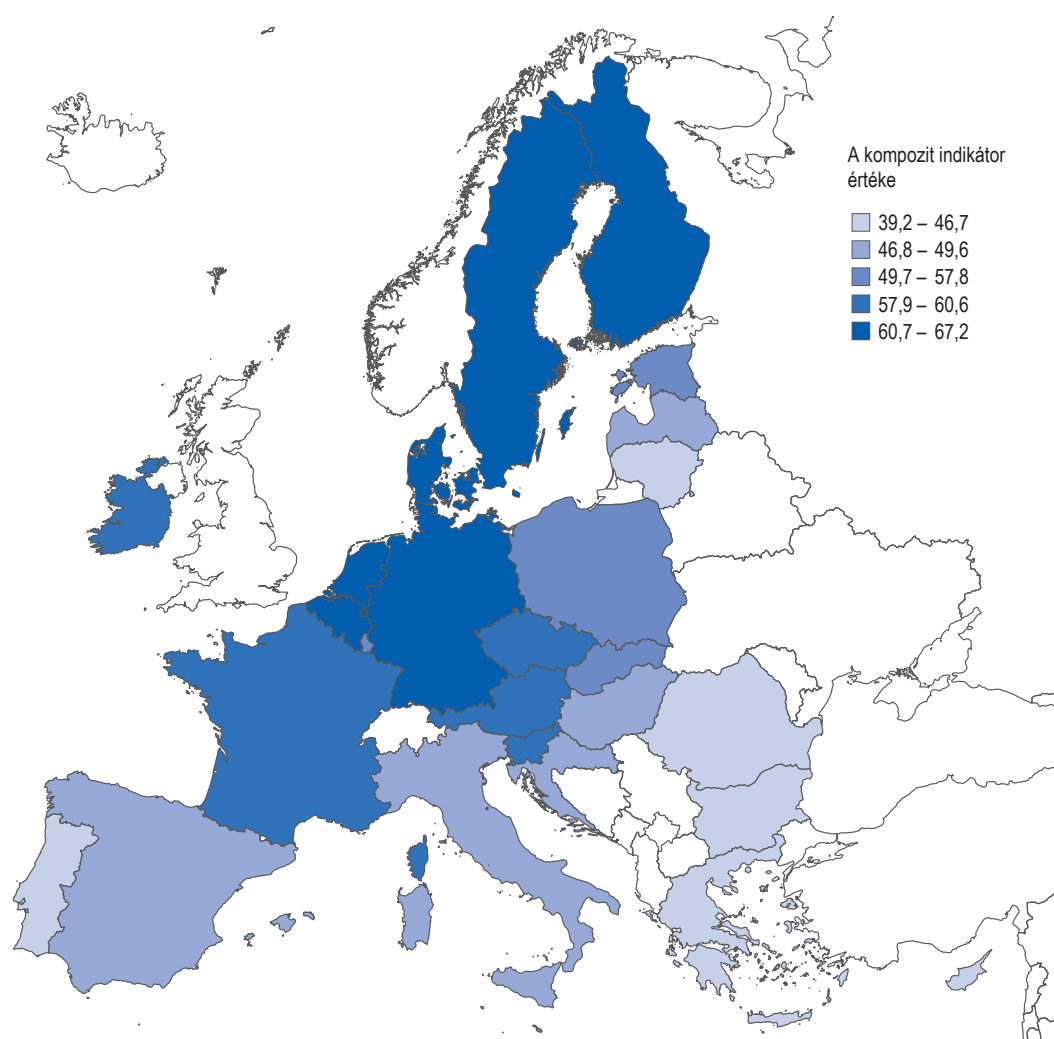 A kompozit indikátor
értéke
39,2 – 46,7
46,8 – 49,6
49,7 – 57,8
57,9 – 60,6
60,7 – 67,2